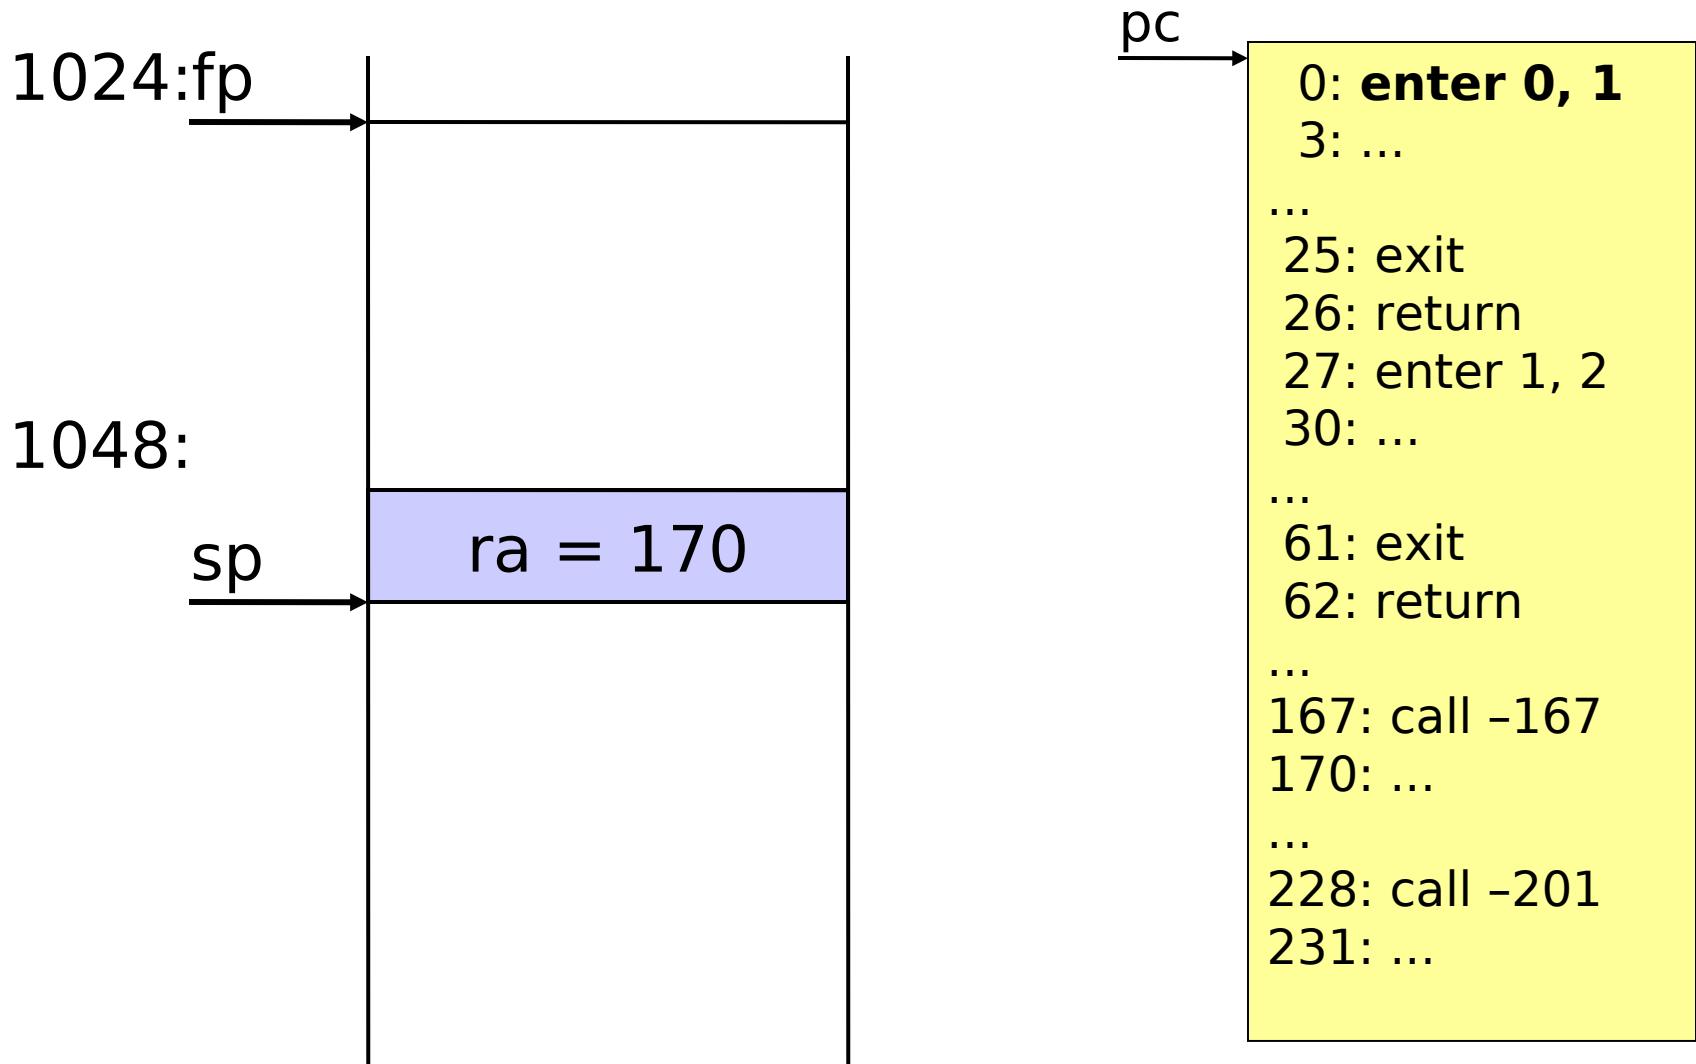 1024:fp
1048:
sp
ra = 170
pc
0: enter 0, 1
3: ...
...
25: exit
26: return
27: enter 1, 2
30: ...
...
61: exit
62: return
...
167: call –167
170: ...
...
228: call –201
231: ...